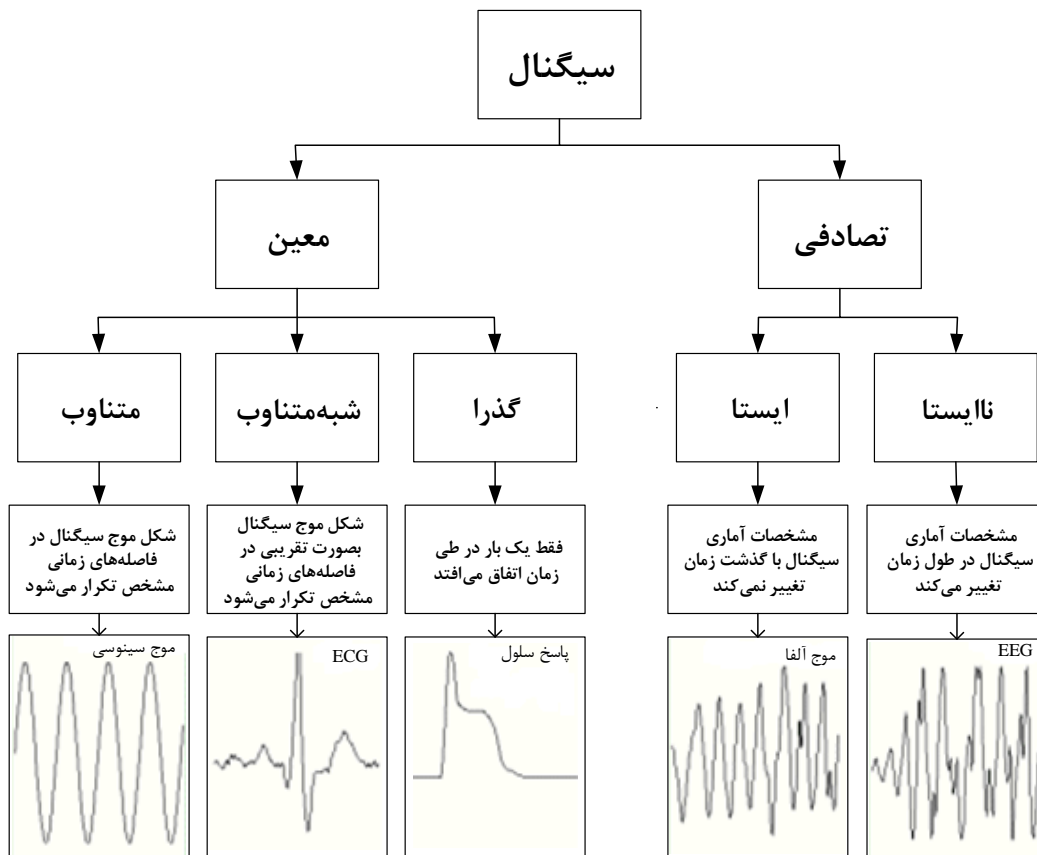 سیگنال
معین
تصادفی
متناوب
شبه‌متناوب
گذرا
ایستا
ناایستا
شکل موج سیگنال در
فاصله‌های زمانی
مشخص تکرار می‌شود
شکل موج سیگنال
بصورت تقریبی در
فاصله‌های زمانی
مشخص تکرار می‌شود
فقط یک بار در طی
زمان اتفاق می‌افتد
مشخصات آماری
سیگنال با گذشت زمان
تغییر نمی‌کند
مشخصات آماری
سیگنال در طول زمان
تغییر می‌کند
موج سینوسی
ECG
پاسخ سلول
موج آلفا
EEG